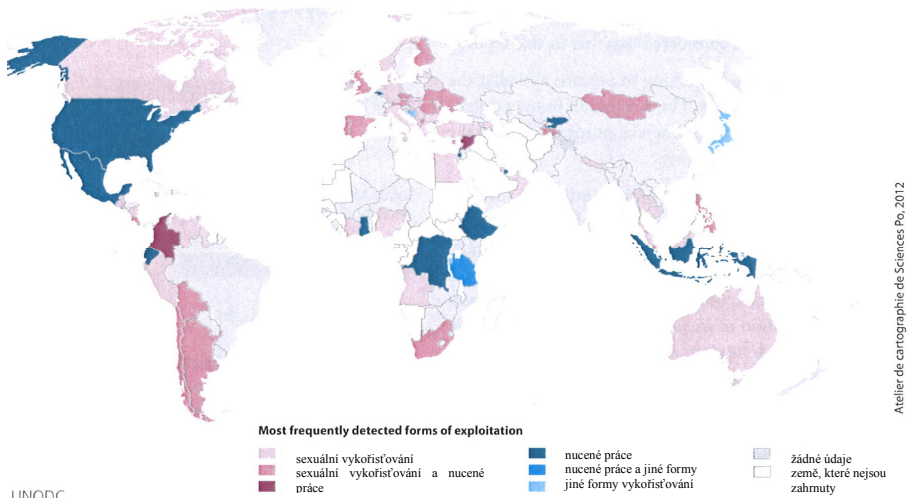 Atelier de cartographie de Sciences Po, 2012
Most frequently detected forms of exploitation
sexuální vykořisťování
sexuální vykořisťování a nucené
práce
nucené práce
nucené práce a jiné formy
jiné formy vykořisťování
žádné údaje
země, které nejsou
zahrnuty
UNODC